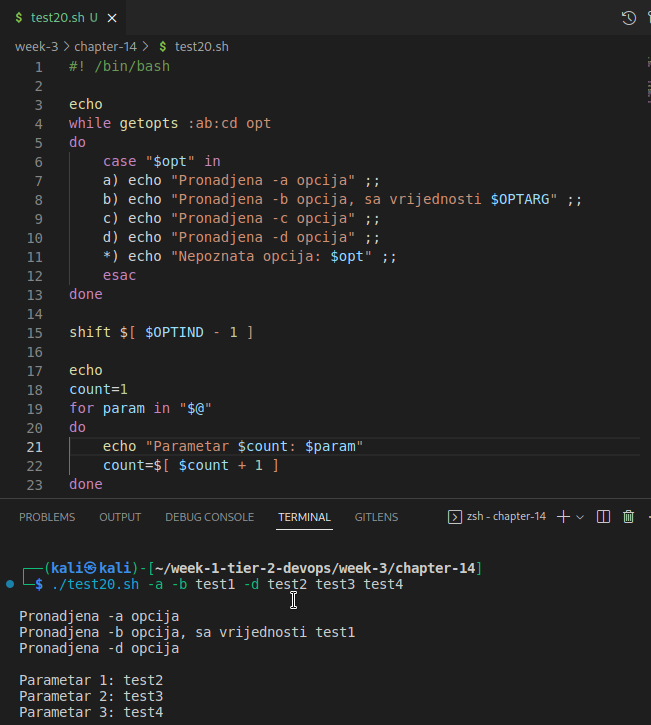 $ test20.sh U ×
week-3 > chapter-14 > $ test20.sh
1 #! /bin/bash
2
3 echo
4 while getopts :ab:cd opt
5 do
6     case "$opt" in
7     a) echo "Pronadjena -a opcija" ;;
8     b) echo "Pronadjena -b opcija, sa vrijednosti $OPTARG" ;;
9     c) echo "Pronadjena -c opcija" ;;
10     d) echo "Pronadjena -d opcija" ;;
11     *) echo "Nepoznata opcija: $opt" ;;
12     esac
13 done
14
15 shift $[ $OPTIND - 1 ]
16
17 echo
18 count=1
19 for param in "$@"
20 do
21     echo "Parametar $count: $param"
22     count=$[ $count + 1 ]
23 done
PROBLEMS OUTPUT DEBUG CONSOLE TERMINAL GITLENS zsh - chapter-14
┌──(kali㉿kali)-[~/week-1-tier-2-devops/week-3/chapter-14]
└─$ ./test20.sh -a -b test1 -d test2 test3 test4
Pronadjena -a opcija
Pronadjena -b opcija, sa vrijednosti test1
Pronadjena -d opcija
Parametar 1: test2
Parametar 2: test3
Parametar 3: test4